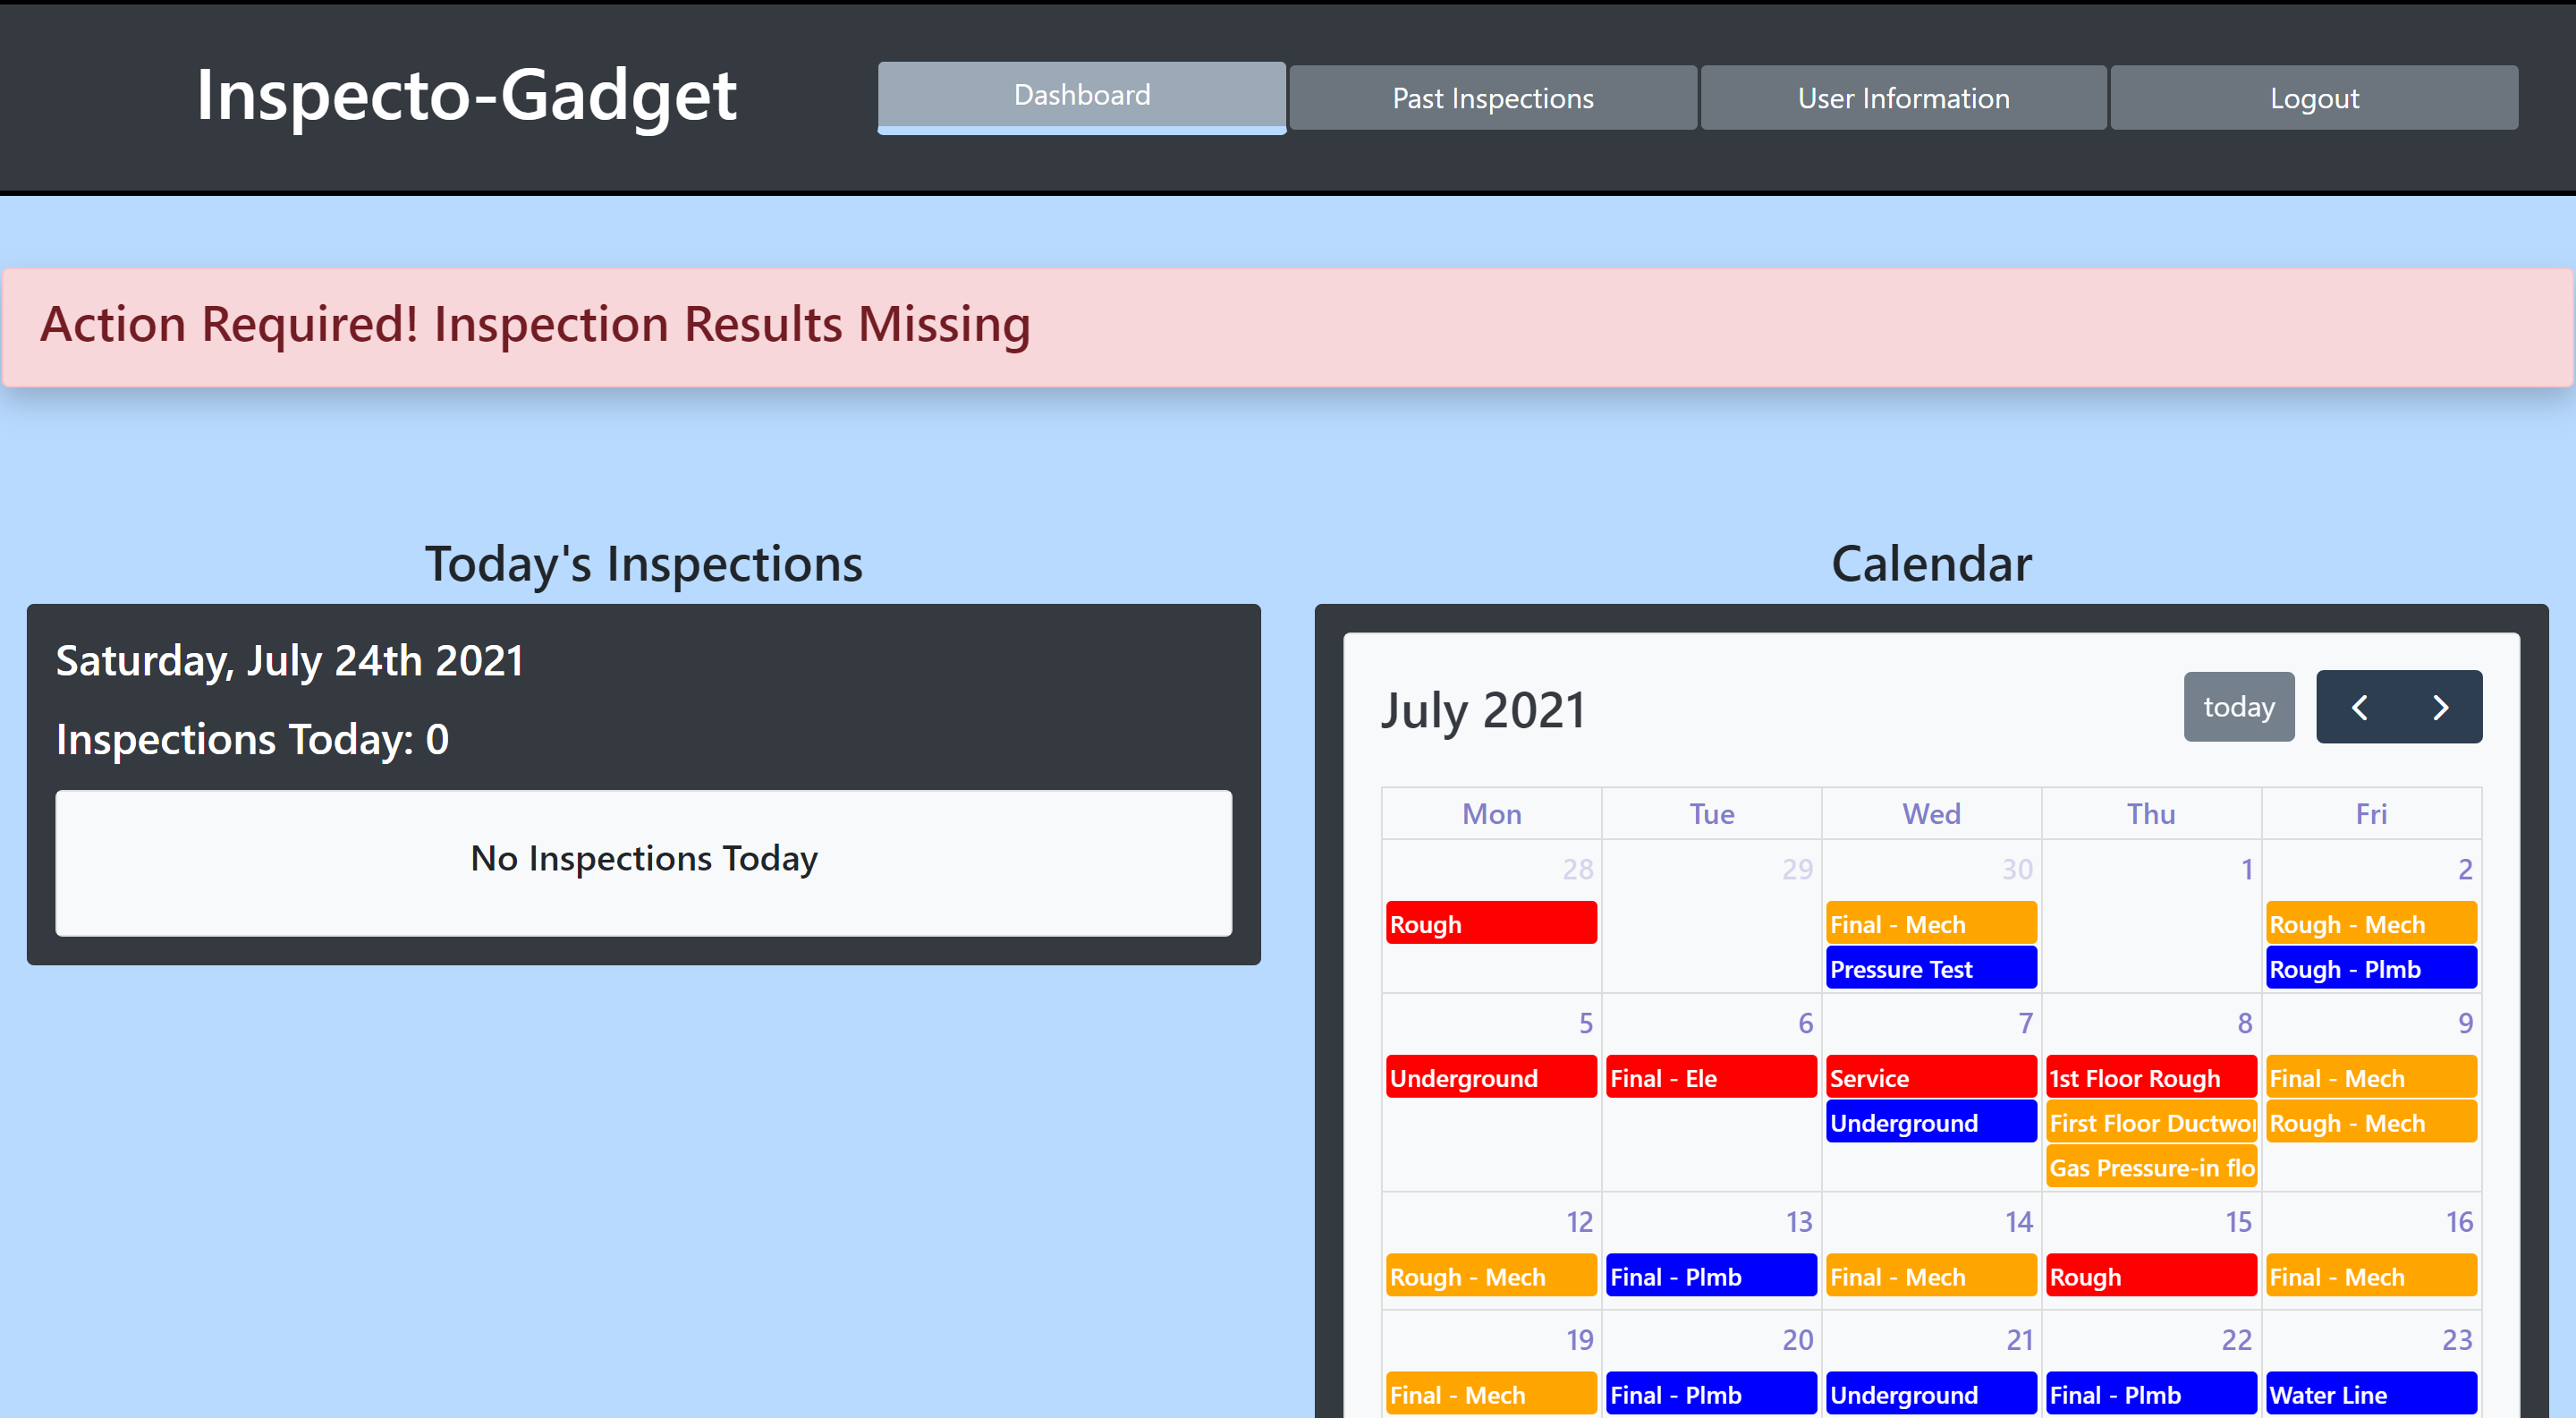 Inspecto-Gadget
Dashboard
Past Inspections
User Information
Logout
Action Required! Inspection Results Missing
Today's Inspections
Saturday, July 24th 2021
Inspections Today: 0
No Inspections Today
Calendar
July 2021
today
Mon Tue Wed Thu Fri
28 29 30 1 2
Rough Final - Mech Rough - Mech
Pressure Test Rough - Plmb
5 6 7 8 9
Underground Final - Ele Service 1st Floor Rough Final - Mech
Underground First Floor Ductwor Rough - Mech
Gas Pressure-in flo
12 13 14 15 16
Rough - Mech Final - Plmb Final - Mech Rough Final - Mech
19 20 21 22 23
Final - Mech Final - Plmb Underground Final - Plmb Water Line